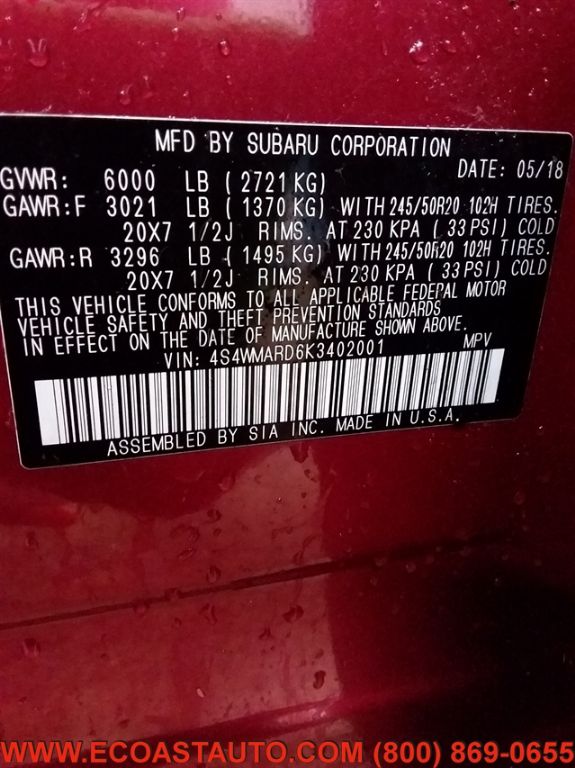 MFD BY SUBARU CORPORATION
DATE: 05/18
GVWR: 6000 LB ( 2721 KG)
GAWR:F 3021 LB ( 1370 KG) WITH 245/50R20 102H TIRES.
20X7 1/2J RIMS. AT 230 KPA ( 33 PSI) COLD
GAWR:R 3296 LB ( 1495 KG) WITH 245/50R20 102H TIRES.
20X7 1/2J RIMS. AT 230 KPA ( 33 PSI) COLD
THIS VEHICLE CONFORMS TO ALL APPLICABLE FEDERAL MOTOR
VEHICLE SAFETY AND THEFT PREVENTION STANDARDS
IN EFFECT ON THE DATE OF MANUFACTURE SHOWN ABOVE.
VIN: 4S4WMARD6K3402001 MPV
ASSEMBLED BY SIA INC. MADE IN U.S.A.
WWW.ECOASTAUTO.COM (800) 869-0655